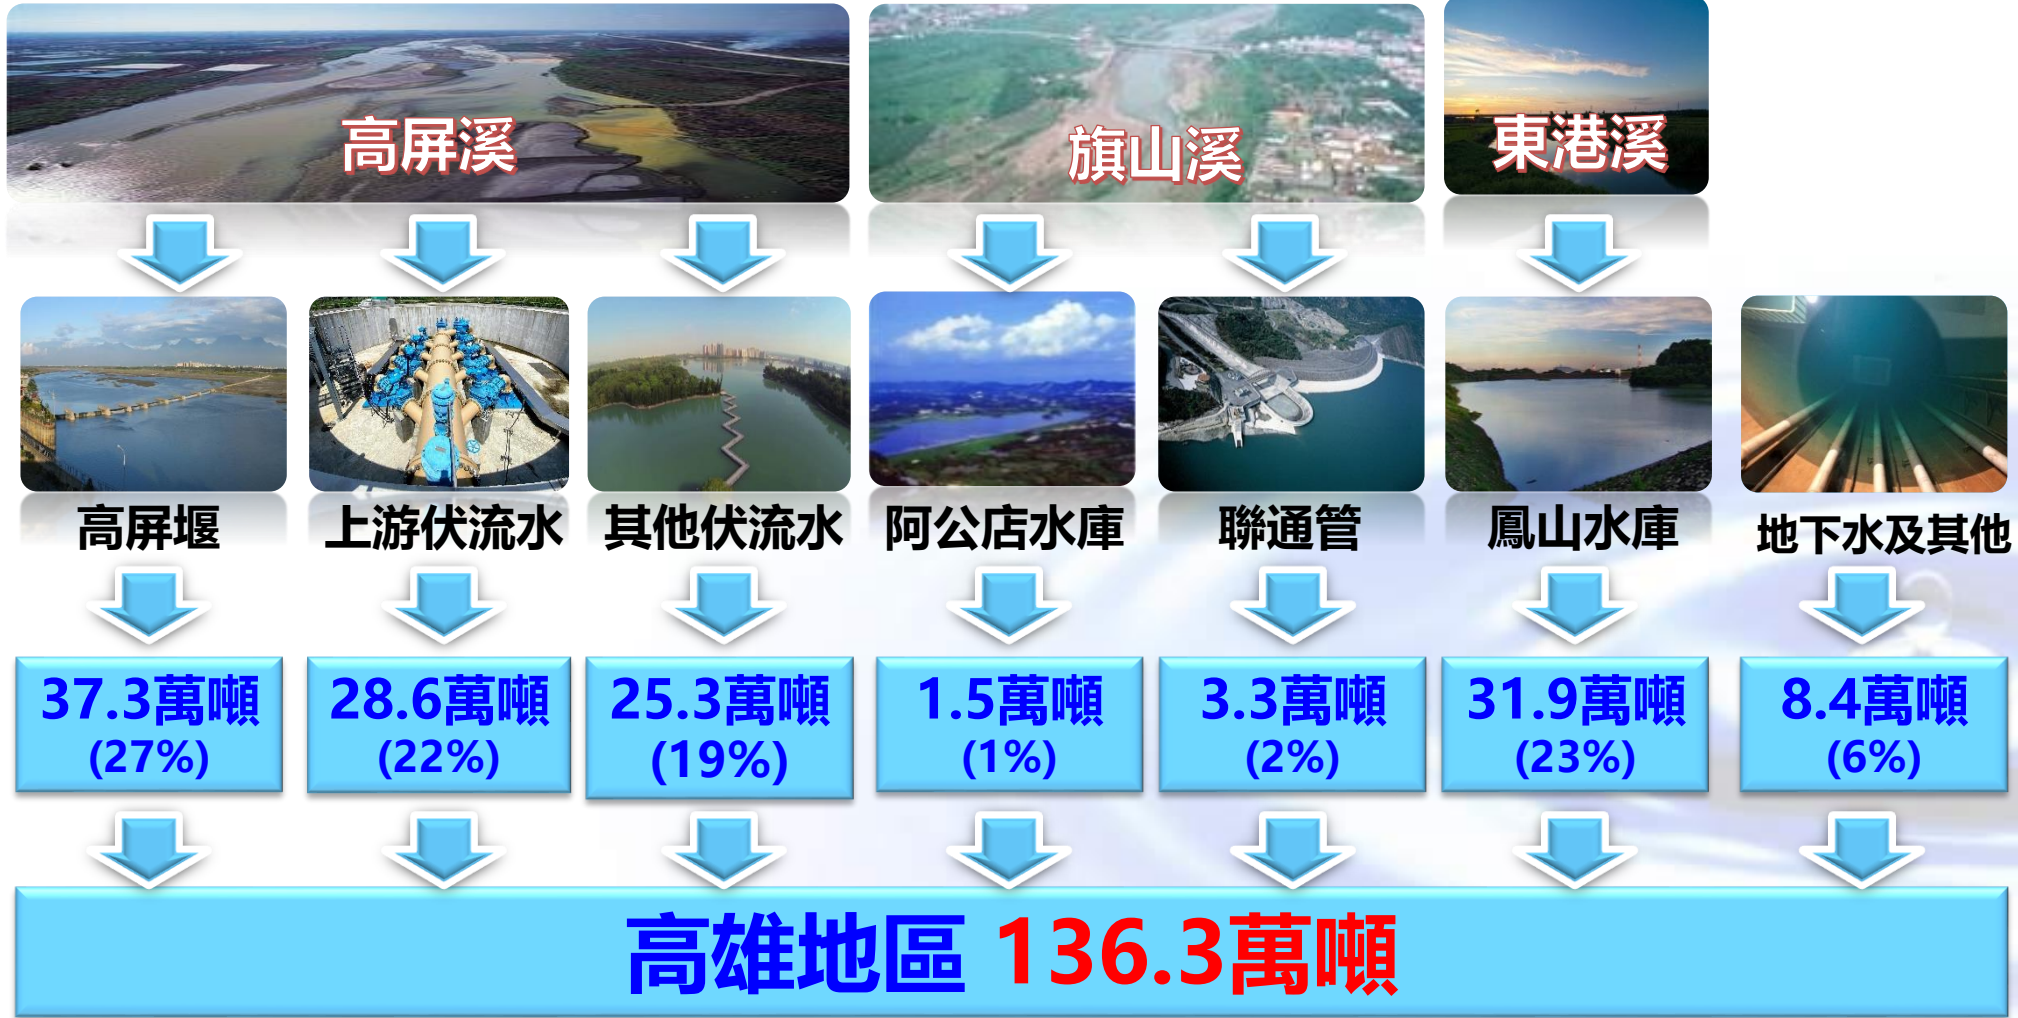 高屏溪
旗山溪
東港溪
高屏堰
上游伏流水
其他伏流水
阿公店水庫
聯通管
鳳山水庫
地下水及其他
37.3萬噸
(27%)
28.6萬噸
(22%)
25.3萬噸
(19%)
1.5萬噸
(1%)
3.3萬噸
(2%)
31.9萬噸
(23%)
8.4萬噸
(6%)
高雄地區 136.3萬噸